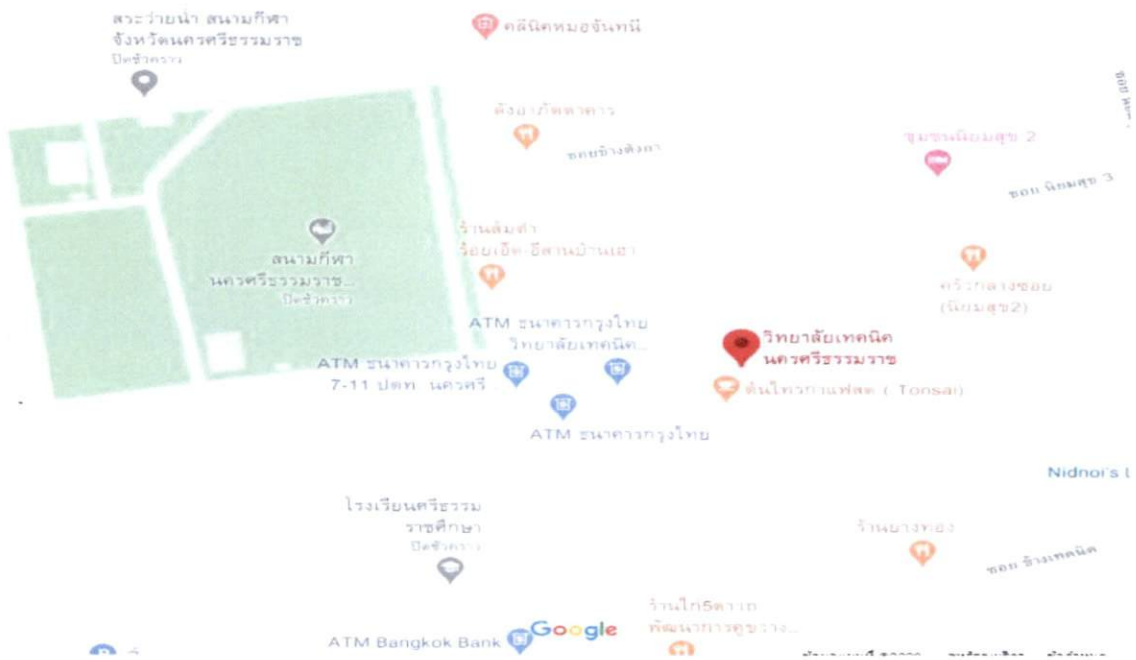 สระว่ายน้ำ สนามกีฬา
จังหวัดนครศรีธรรมราช
ปิดชั่วคราว
คลีนิคหมอจันทนี
ตังอาภัตตาคาร
ซอยข้างตังอา
ชุมชนนิยมสุข 2
ซอย นิยมสุข 3
ร้านส้มตำ
ร้อยเอ็ด-อีสานบ้านเฮา
สนามกีฬา
นครศรีธรรมราช...
ปิดชั่วคราว
ครัวกลางซอย
(นิยมสุข2)
ATM ธนาคารกรุงไทย
วิทยาลัยเทคนิค...
วิทยาลัยเทคนิค
นครศรีธรรมราช
ATM ธนาคารกรุงไทย
7-11 ปตท. นครศรี...
ต้นไทรกาแฟสด ( Tonsai)
ATM ธนาคารกรุงไทย
Nidnoi's
โรงเรียนศรีธรรม
ราชศึกษา
ปิดชั่วคราว
ร้านยางทอง
ซอย ข้างเทคนิค
ร้านไก่5ดาว
พัฒนาการคูขวาง...
Google
ATM Bangkok Bank